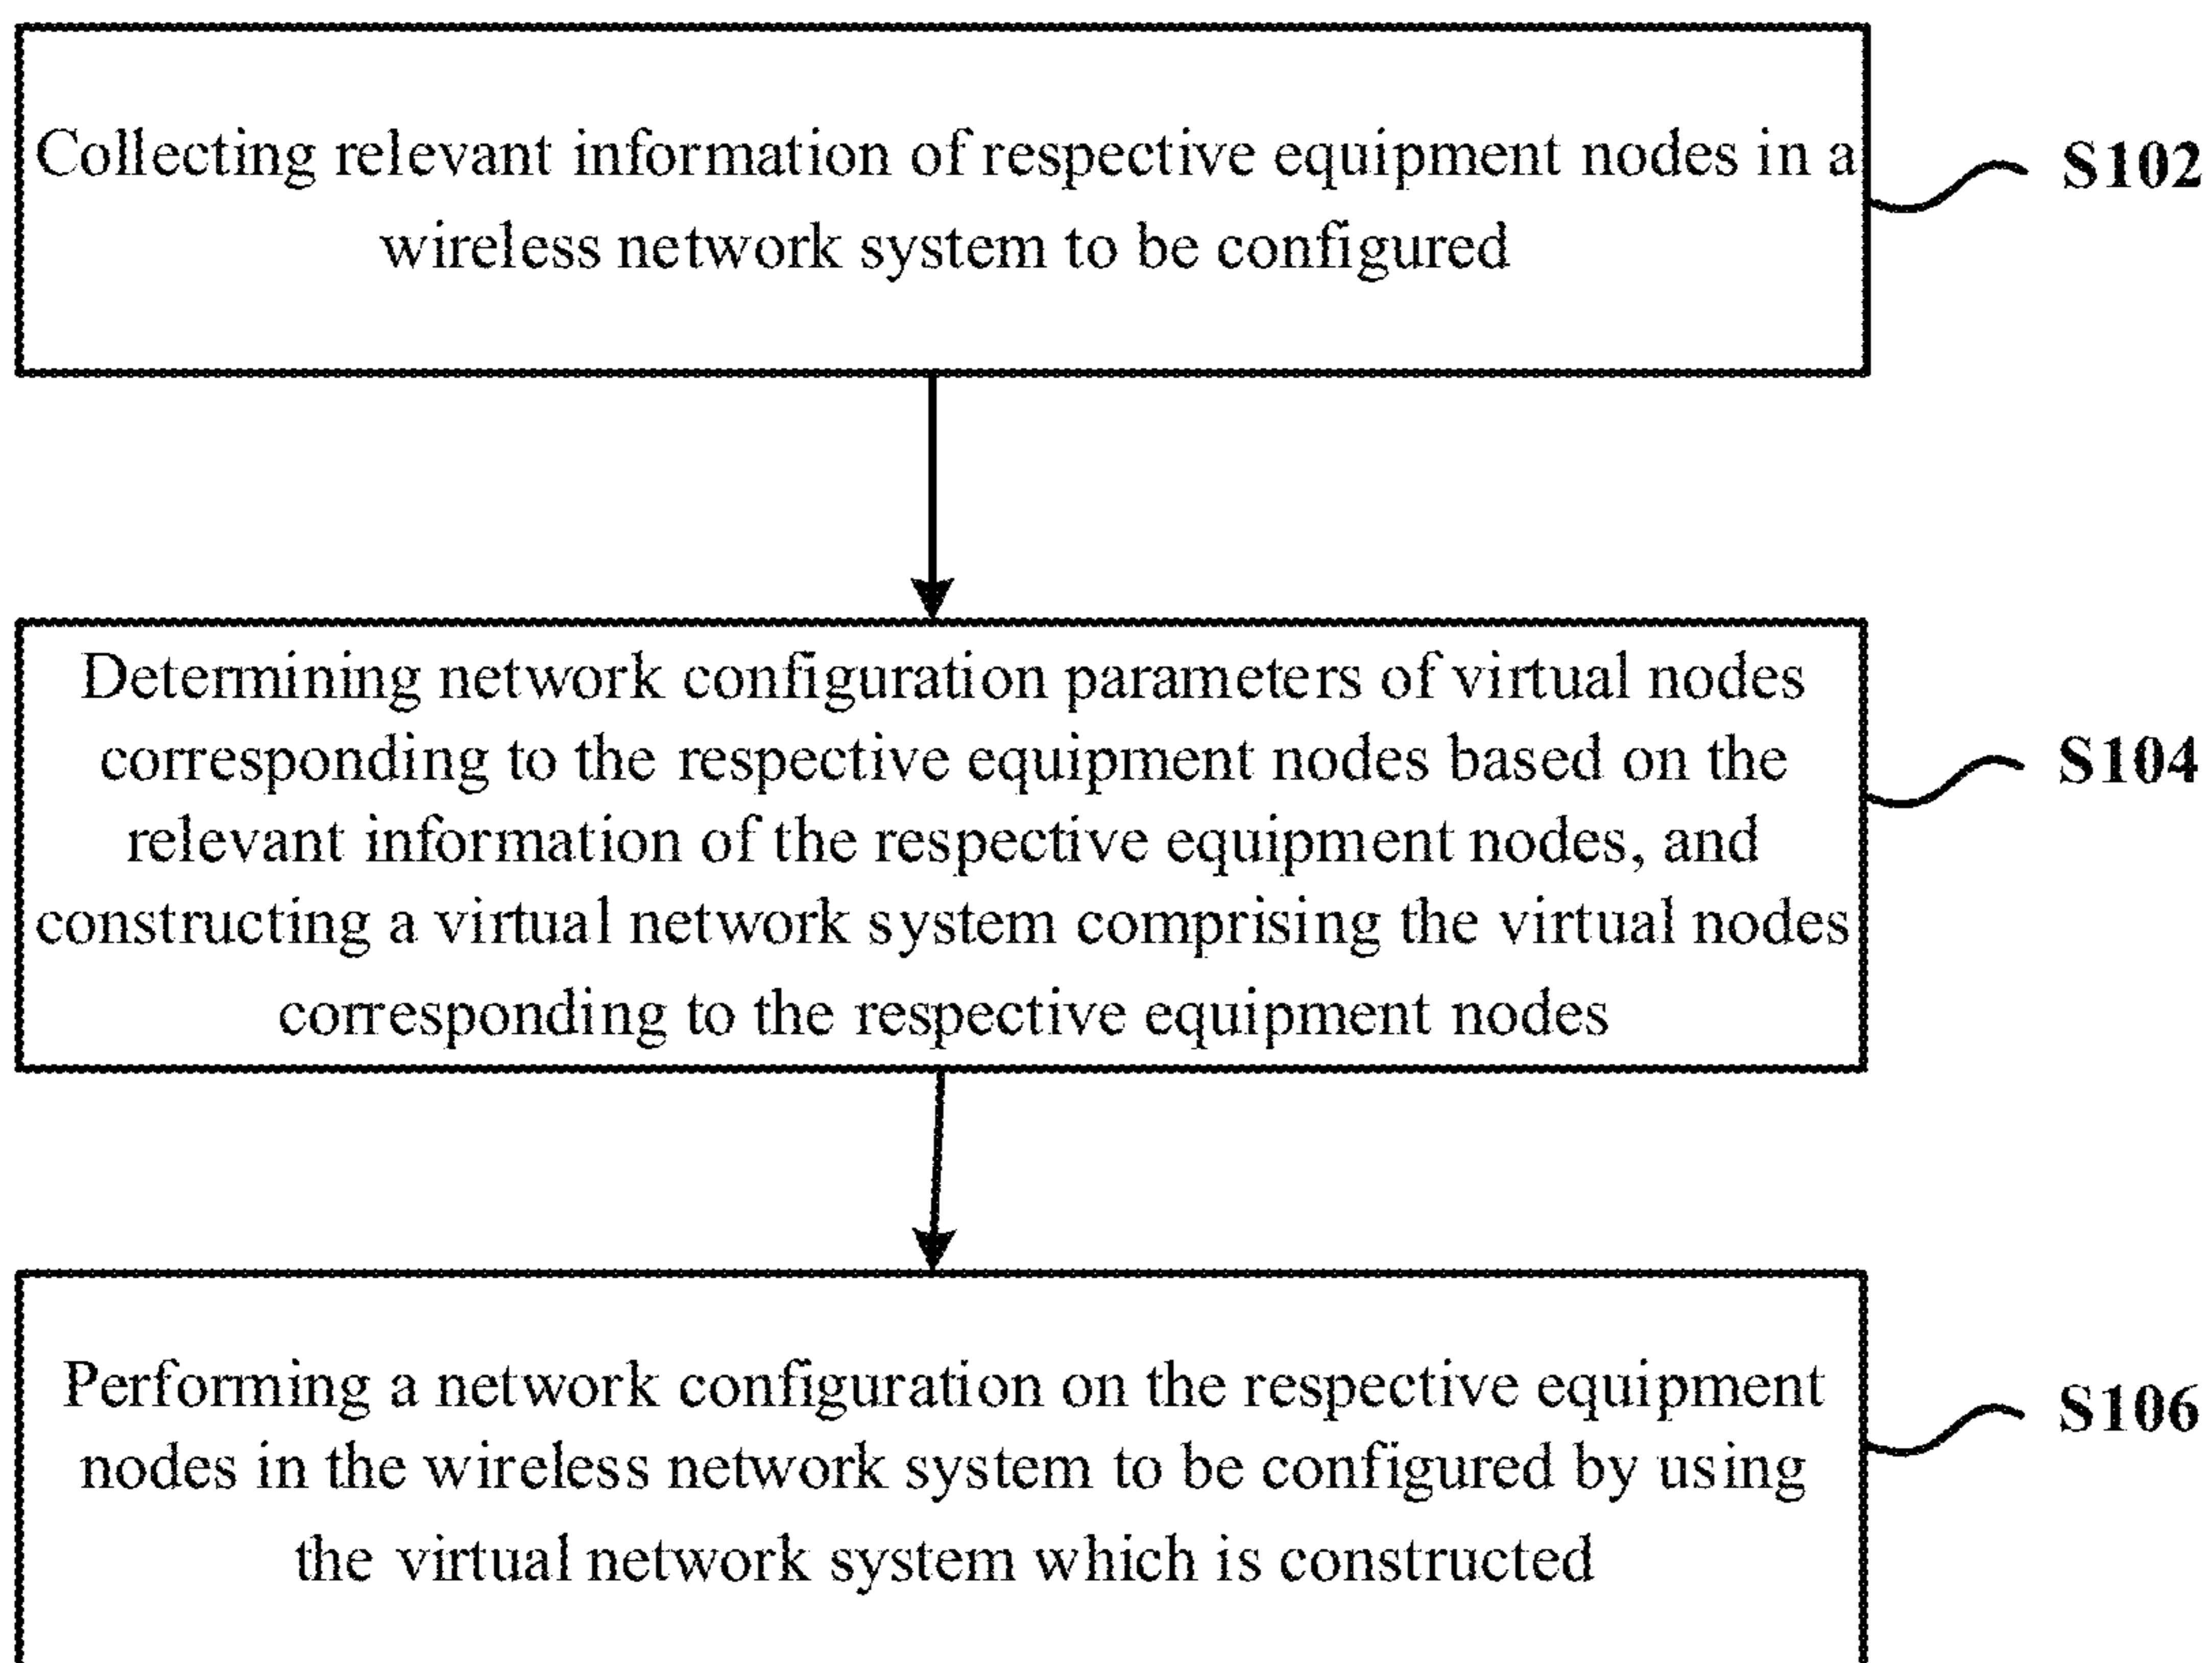 Collecting relevant information of respective equipment nodes in a
wireless network system to be configured
S102
Determining network configuration parameters of virtual nodes
corresponding to the respective equipment nodes based on the
relevant information of the respective equipment nodes, and
constructing a virtual network system comprising the virtual nodes
corresponding to the respective equipment nodes
S104
Performing a network configuration on the respective equipment
nodes in the wireless network system to be configured by using
the virtual network system which is constructed
S106